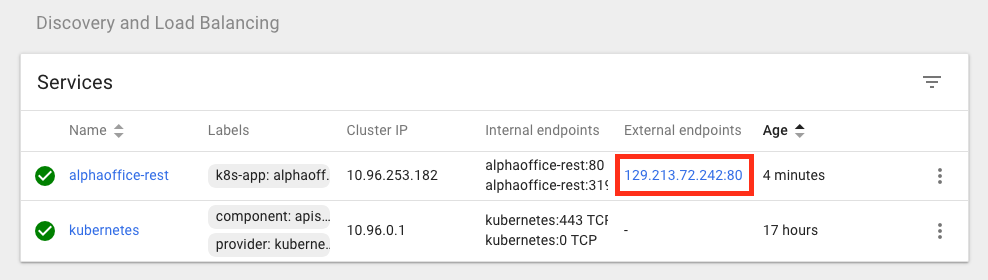 Discovery and Load Balancing
Services
Name Labels Cluster IP Internal endpoints External endpoints Age
alphaoffice-rest k8s-app: alphaoff.. 10.96.253.182 alphaoffice-rest:80 129.213.72.242:80 4 minutes
alphaoffice-rest:319
kubernetes component: apis... 10.96.0.1 kubernetes:443 TCP - 17 hours
provider: kuberne.. kubernetes:0 TCP